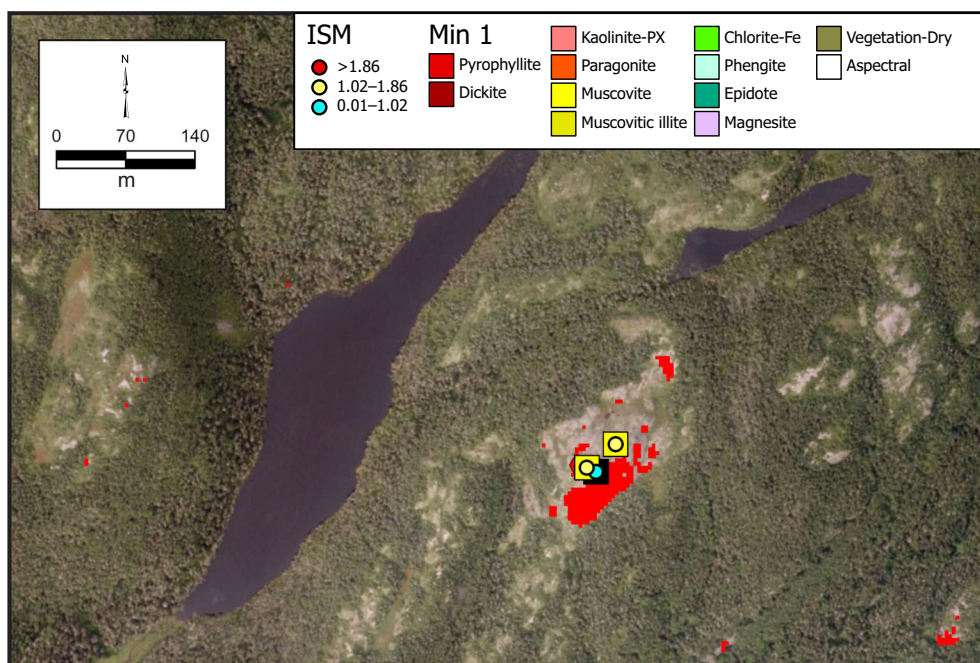 N
0 70 140
m
ISM
>1.86
1.02–1.86
0.01–1.02
Min 1
Pyrophyllite
Dickite
Kaolinite-PX
Paragonite
Muscovite
Muscovitic illite
Chlorite-Fe
Phengite
Epidote
Magnesite
Vegetation-Dry
Aspectral